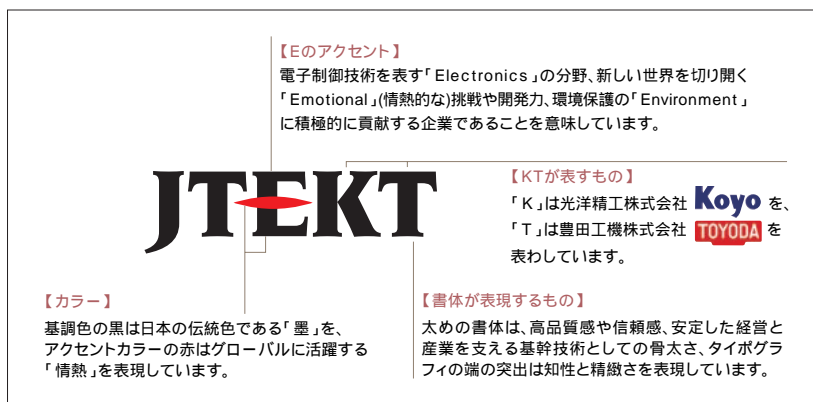 【Eのアクセント】
電子制御技術を表す「Electronics」の分野、新しい世界を切り開く
「Emotional」(情熱的な)挑戦や開発力、環境保護の「Environment」
に積極的に貢献する企業であることを意味しています。
JTEKT
【KTが表すもの】
「K」は光洋精工株式会社 Koyo を、
「T」は豊田工機株式会社 TOYODA を
表わしています。
【カラー】
基調色の黒は日本の伝統色である「墨」を、
アクセントカラーの赤はグローバルに活躍する
「情熱」を表現しています。
【書体が表現するもの】
太めの書体は、高品質感や信頼感、安定した経営と
産業を支える基幹技術としての骨太さ、タイポグラ
フィの端の突出は知性と精緻さを表現しています。